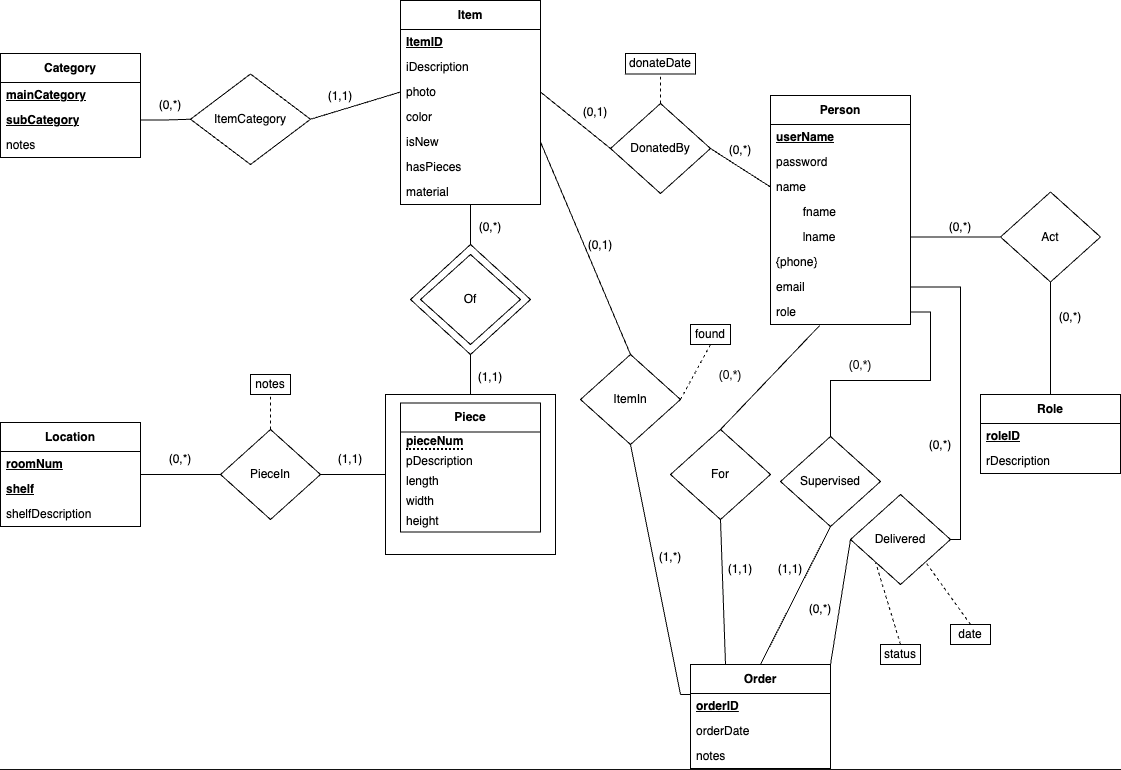 Item
ItemID
iDescription
photo
color
isNew
hasPieces
material
Category
mainCategory
subCategory
notes
(0,*)
ItemCategory
(1,1)
donateDate
(0,1)
DonatedBy
(0,*)
Person
userName
password
name
fname
lname
{phone}
email
role
(0,*)
Act
(0,*)
Role
roleID
rDescription
(0,*)
Of
(1,1)
(0,1)
found
ItemIn
(1,*)
(0,*)
For
(1,1)
(0,*)
Supervised
(1,1)
(0,*)
Delivered
(0,*)
status
date
notes
Location
roomNum
shelf
shelfDescription
(0,*)
PieceIn
(1,1)
Piece
pieceNum
pDescription
length
width
height
Order
orderID
orderDate
notes